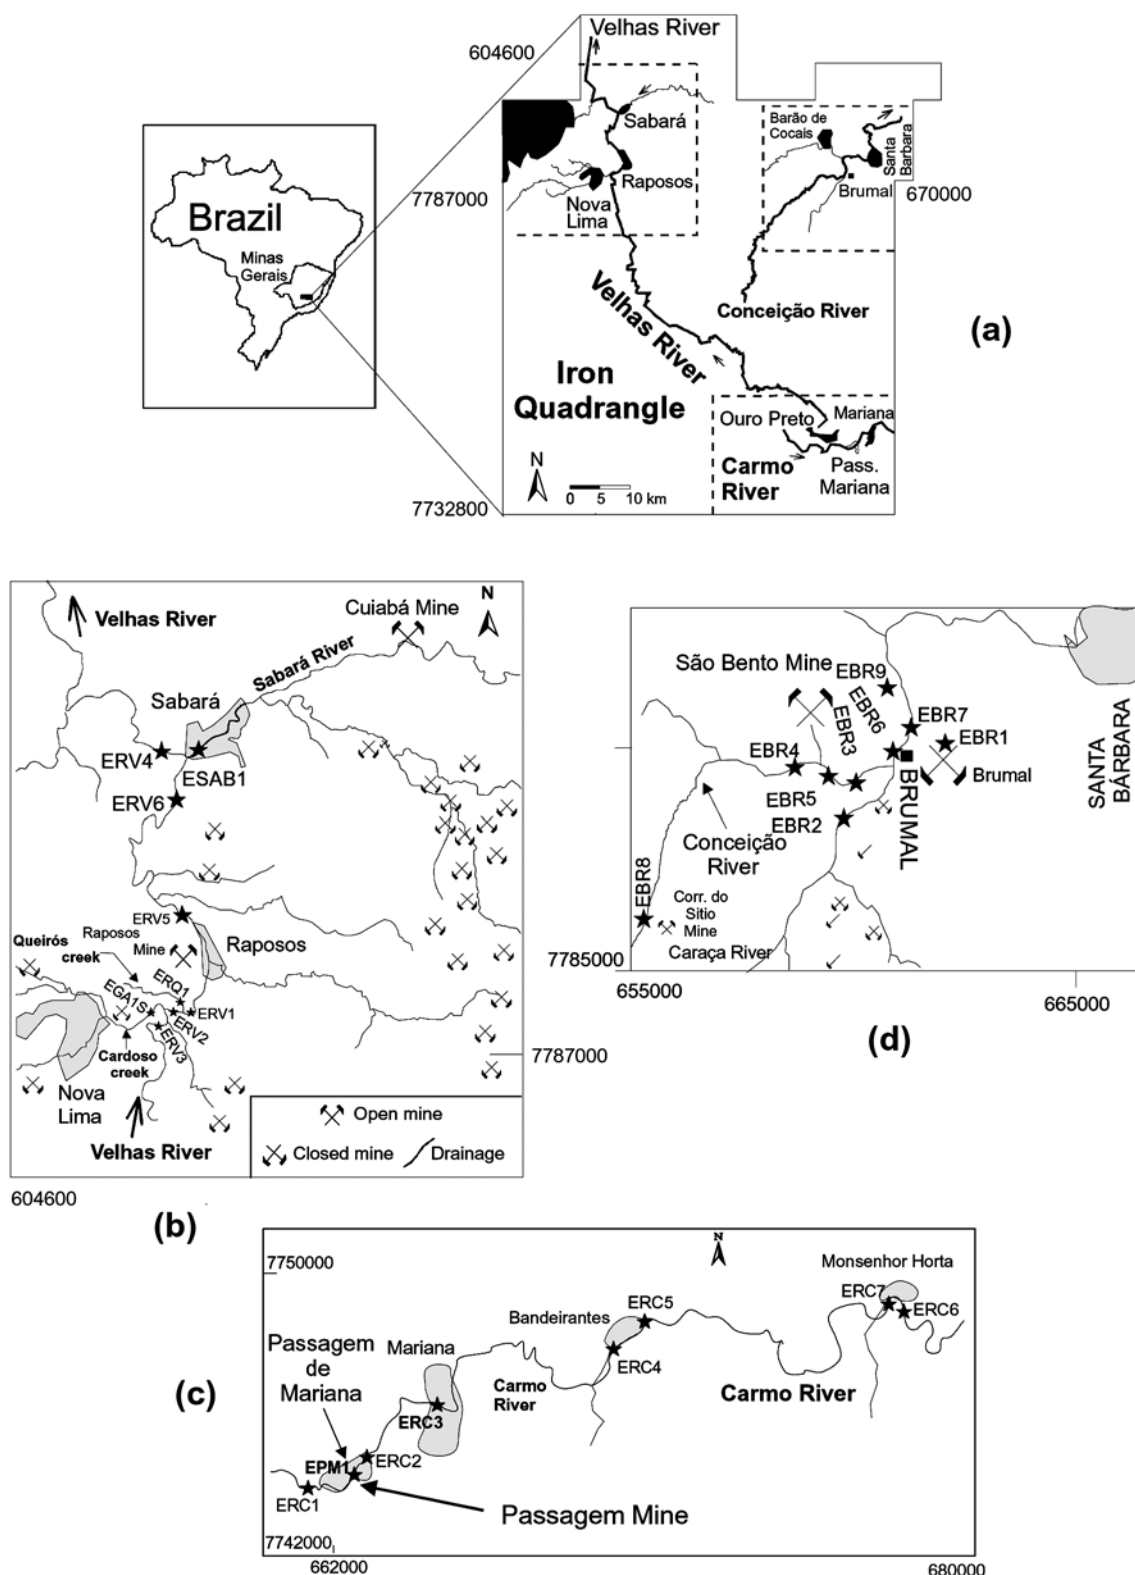 Velhas River
604600
Sabará
Barão de
Cocais
Santa
Barbara
Brazil
Minas
Gerais
7787000
Raposos
Nova
Lima
Brumal
670000
Velhas River
Conceição River
(a)
Iron
Quadrangle
Ouro Preto
Mariana
Carmo
River
Pass.
Mariana
N
0 5 10 km
7732800
Velhas River
N
Cuiabá Mine
Sabará River
Sabará
ERV4
ESAB1
ERV6
ERV5
Raposos
Mine
Raposos
Queirós
creek
ERQ1
EGA1S
ERV1
ERV2
ERV3
Cardoso
creek
7787000
Nova
Lima
Velhas River
Open mine
Closed mine
Drainage
604600
(b)
São Bento Mine
EBR9
EBR6
EBR7
EBR3
EBR1
EBR4
EBR5
EBR2
Brumal
BRUMAL
SANTA
BÁRBARA
Conceição
River
EBR8
Corr. do
Sitio
Mine
Caraça River
7785000
655000
665000
(d)
N
7750000
Monsenhor Horta
ERC7
ERC6
Bandeirantes
ERC5
ERC4
Passagem
de
Mariana
Mariana
Carmo
River
Carmo River
(c)
ERC3
EPM1
ERC2
ERC1
Passagem Mine
7742000
662000
680000